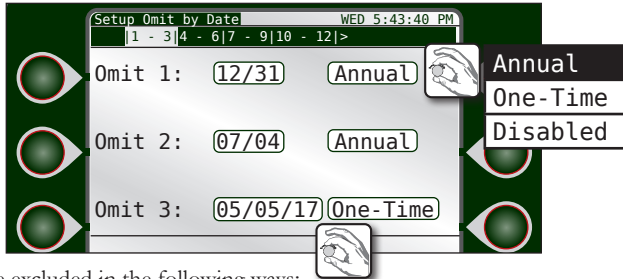 Setup Omit by Date WED 5:43:40 PM
|1 - 3|4 - 6|7 - 9|10 - 12|>
Omit 1: 12/31 Annual
Annual
One-Time
Disabled
Omit 2: 07/04 Annual
Omit 3: 05/05/17 One-Time
excluded in the following ways: